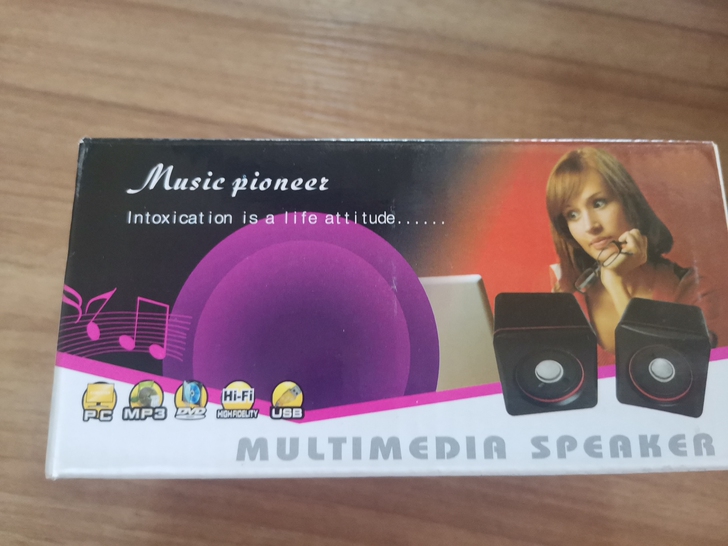 Music pioneer
Intoxication is a life attitude......
PC MP3 DVD Hi-Fi HIGH FIDELITY USB
MULTIMEDIA SPEAKER